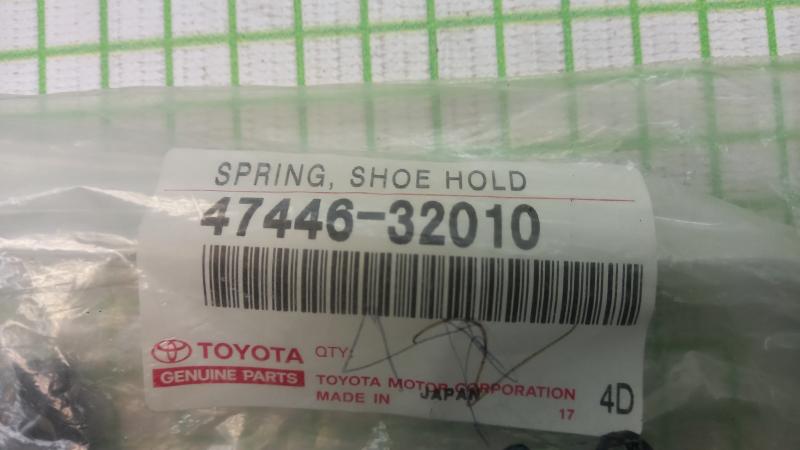 SPRING, SHOE HOLD
47446-32010
TOYOTA
GENUINE PARTS
QTY:
TOYOTA MOTOR CORPORATION
MADE IN JAPAN
17
4D